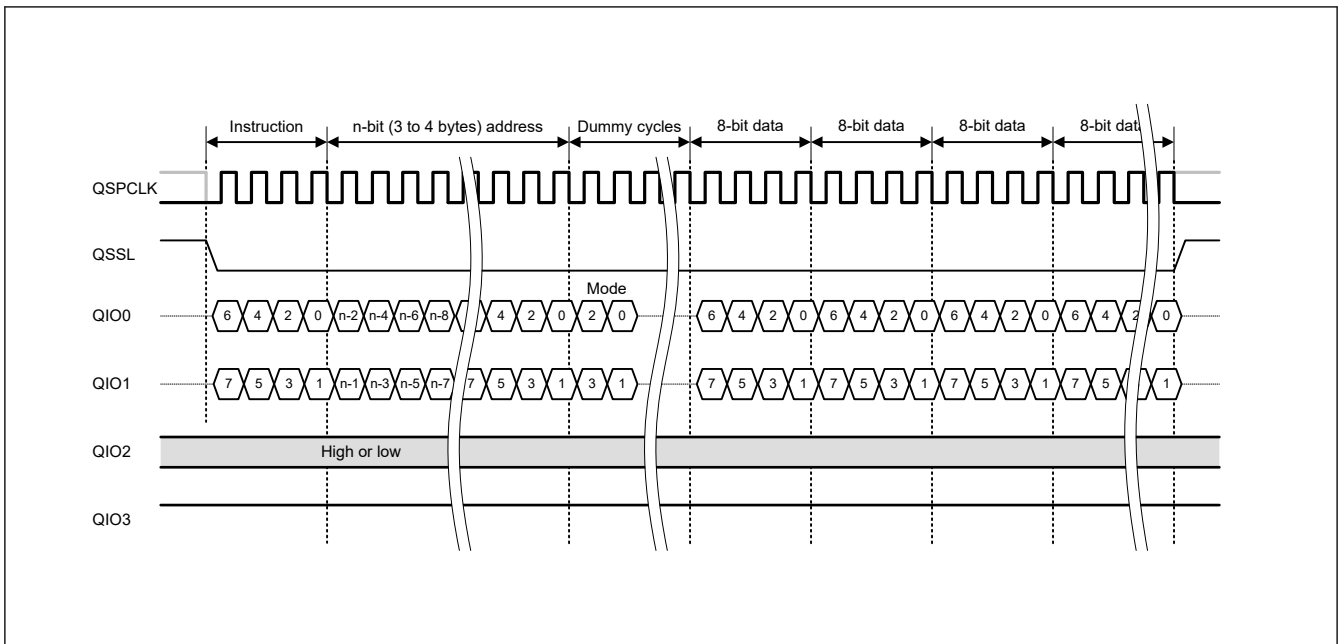 Instruction n-bit (3 to 4 bytes) address Dummy cycles 8-bit data 8-bit data 8-bit data 8-bit data
QSPCLK
QSSL
Mode
QIO0 6 4 2 0 n-2 n-4 n-6 n-8 4 2 0 2 0 6 4 2 0 6 4 2 0 6 4 2 0 6 4 2 0
QIO1 7 5 3 1 n-1 n-3 n-5 n-7 7 5 3 1 3 1 7 5 3 1 7 5 3 1 7 5 3 1 7 5 1
QIO2 High or low
QIO3